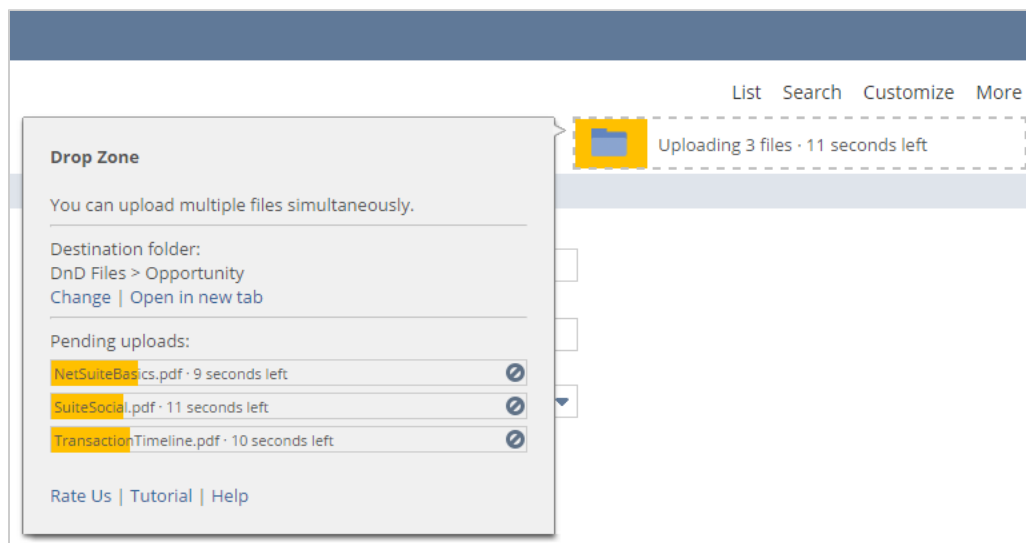 List Search Customize More
Uploading 3 files · 11 seconds left
Drop Zone
You can upload multiple files simultaneously.
Destination folder:
DnD Files > Opportunity
Change | Open in new tab
Pending uploads:
NetSuiteBasics.pdf · 9 seconds left
SuiteSocial.pdf · 11 seconds left
TransactionTimeline.pdf · 10 seconds left
Rate Us | Tutorial | Help